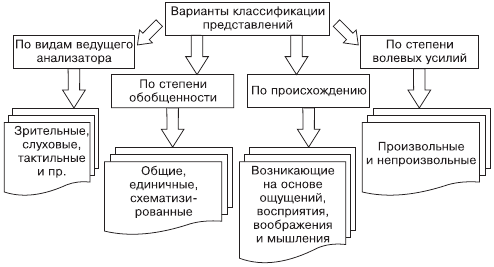 Варианты классификации
представлений
По видам ведущего
анализатора
По степени
волевых усилий
По степени
обобщенности
По происхождению
Зрительные,
слуховые,
тактильные
и пр.
Общие,
единичные,
схематизи-
рованные
Возникающие
на основе
ощущений,
восприятия,
воображения
и мышления
Произвольные
и непроизвольные